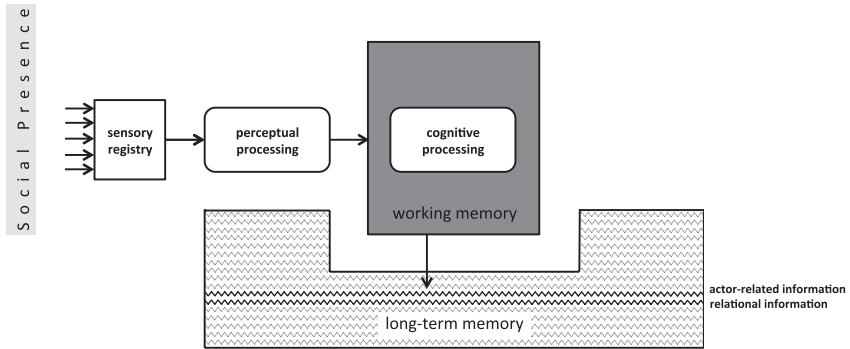 Social Presence
sensory
registry
perceptual
processing
cognitive
processing
working memory
actor-related information
relational information
long-term memory